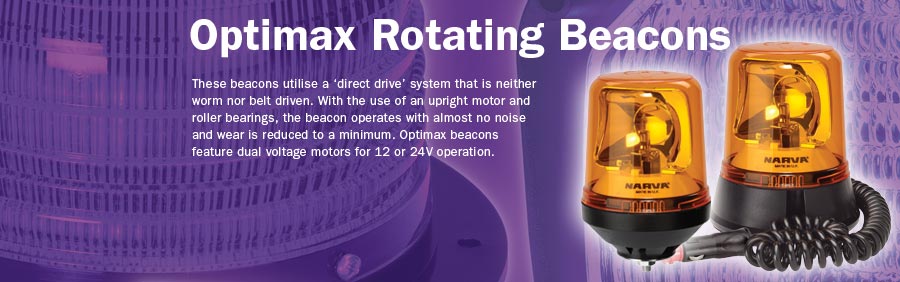 Optimax Rotating Beacons
These beacons utilise a ‘direct drive’ system that is neither
worm nor belt driven. With the use of an upright motor and
roller bearings, the beacon operates with almost no noise
and wear is reduced to a minimum. Optimax beacons
feature dual voltage motors for 12 or 24V operation.
NARVA
NARVA